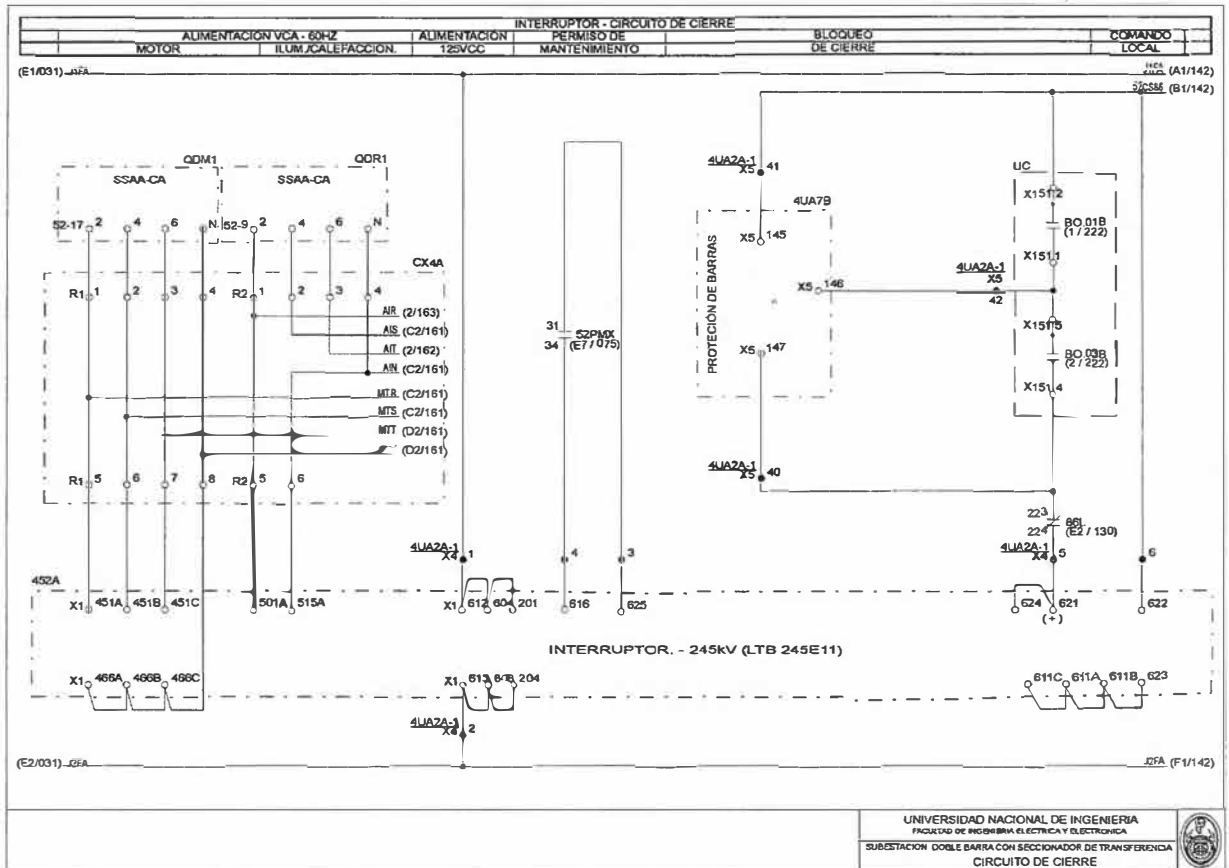 INTERRUPTOR - CIRCUITO DE CIERRE
ALIMENTACION VCA - 60HZ ALIMENTACIÓN PERMISO DE BLOQUEO COMANDO
MOTOR ILUM./CALEFACCION. 125VCC MANTENIMIENTO DE CIERRE LOCAL
(E1/031) J1FA (A1/142)
(B1/142)
QDM1 QDR1
SSAA-CA SSAA-CA
52-17 2 4 6 N 52-9 2 4 6 N
CX4A
R1 1 2 3 4 R2 1 2 3 4
AIR (2/163)
AIS (C2/161)
AIT (2/162)
AIN (C2/161)
MTR (C2/161)
MTS (C2/161)
MTT (D2/161)
(D2/161)
R1 5 6 7 8 R2 5 6
31
34
52PMX
(E7 / 075)
4UA2A-1
X5 41
4UA7B
X5 145
X5 146
X5 147
PROTECIÓN DE BARRAS
4UA2A-1
X5
42
4UA2A-1
X5 40
UC
X151.2
BO.01B
(1 / 222)
X151.1
X151.5
BO.03B
(2 / 222)
X151.4
223
224
86L
(E2 / 130)
4UA2A-1
X4 1 4 3
4UA2A-1
X4 5 6
452A
X1 451A 451B 451C 501A 515A X1 612 604 201 616 625 624 621 622
(+)
INTERRUPTOR. - 245kV (LTB 245E11)
X1 466A 466B 466C X1 613 204 611C 611A 611B 623
4UA2A-1
X4 2
(E2/031) J2FA J2FA (F1/142)
UNIVERSIDAD NACIONAL DE INGENIERIA
FACULTAD DE INGENIERIA ELECTRICA Y ELECTRONICA
SUBESTACION DOBLE BARRA CON SECCIONADOR DE TRANSFERENCIA
CIRCUITO DE CIERRE